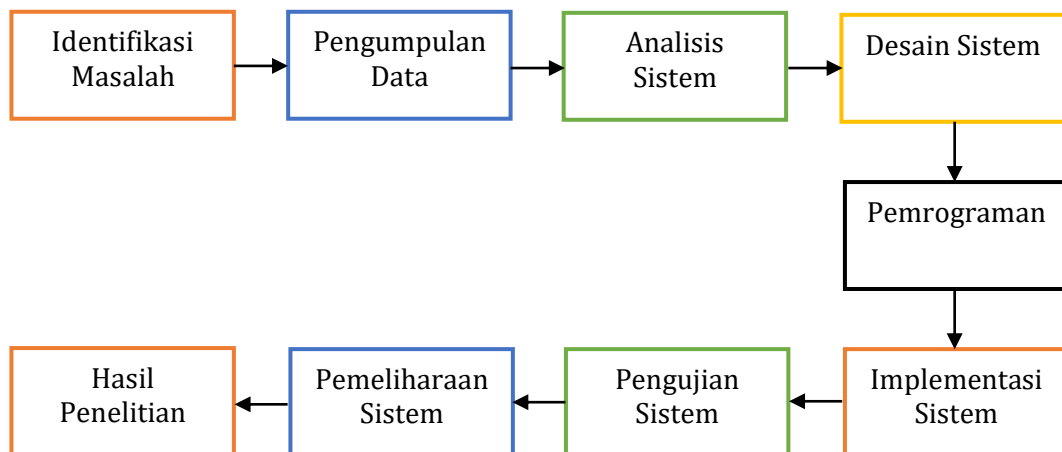 Identifikasi
Masalah
Pengumpulan
Data
Analisis
Sistem
Desain Sistem
Pemrograman
Implementasi
Sistem
Pengujian
Sistem
Pemeliharaan
Sistem
Hasil
Penelitian